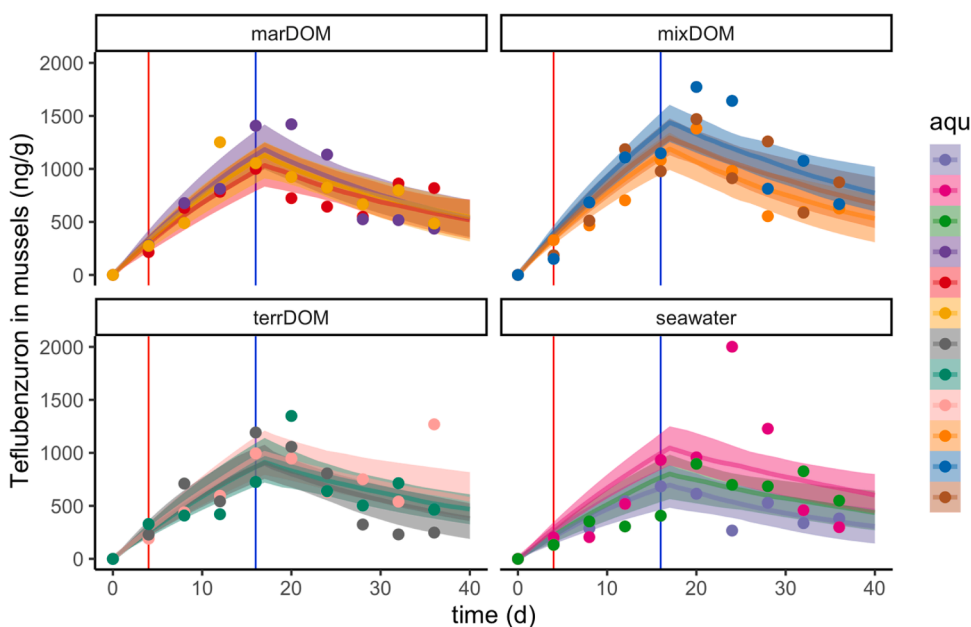 marDOM mixDOM
2000
1500
1000
500
0
terrDOM seawater
2000
1500
1000
500
0
0 10 20 30 40 0 10 20 30 40
time (d)
Teflubenzuron in mussels (ng/g)
aqu